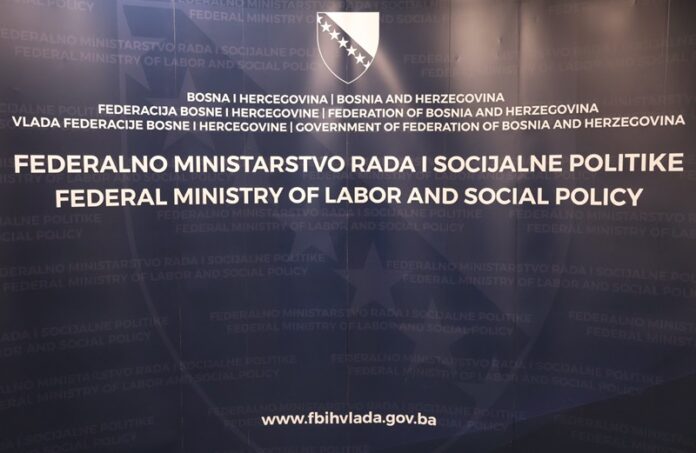 BOSNA I HERCEGOVINA | BOSNIA AND HERZEGOVINA
FEDERACIJA BOSNE I HERCEGOVINE | FEDERATION OF BOSNIA AND HERZEGOVINA
VLADA FEDERACIJE BOSNE I HERCEGOVINE | GOVERNMENT OF FEDERATION OF BOSNIA AND HERZEGOVINA
FEDERALNO MINISTARSTVO RADA I SOCIJALNE POLITIKE
FEDERAL MINISTRY OF LABOR AND SOCIAL POLICY
www.fbihvlada.gov.ba